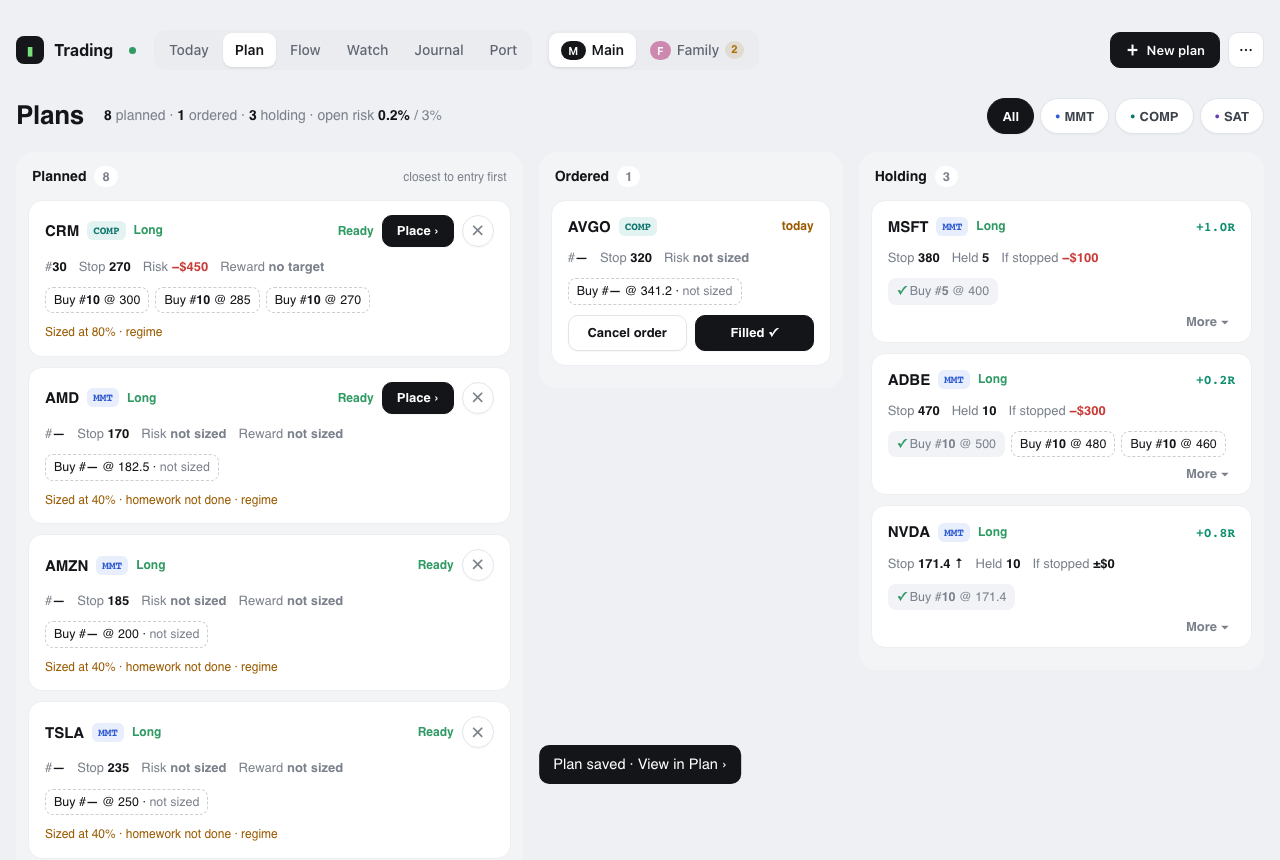 Trading
Today Plan Flow Watch Journal Port
M Main F Family 2
+ New plan
···
Plans
8 planned · 1 ordered · 3 holding · open risk 0.2% / 3%
All • MMT • COMP • SAT
Planned 8 closest to entry first
CRM COMP Long Ready Place › ✕
#30 Stop 270 Risk −$450 Reward no target
Buy #10 @ 300 Buy #10 @ 285 Buy #10 @ 270
Sized at 80% · regime
AMD MMT Long Ready Place › ✕
#— Stop 170 Risk not sized Reward not sized
Buy #— @ 182.5 · not sized
Sized at 40% · homework not done · regime
AMZN MMT Long Ready ✕
#— Stop 185 Risk not sized Reward not sized
Buy #— @ 200 · not sized
Sized at 40% · homework not done · regime
TSLA MMT Long Ready ✕
#— Stop 235 Risk not sized Reward not sized
Buy #— @ 250 · not sized
Sized at 40% · homework not done · regime
Ordered 1
AVGO COMP today
#— Stop 320 Risk not sized
Buy #— @ 341.2 · not sized
Cancel order Filled ✓
Holding 3
MSFT MMT Long +1.0R
Stop 380 Held 5 If stopped −$100
✓ Buy #5 @ 400
More
ADBE MMT Long +0.2R
Stop 470 Held 10 If stopped −$300
✓ Buy #10 @ 500 Buy #10 @ 480 Buy #10 @ 460
More
NVDA MMT Long +0.8R
Stop 171.4 ↑ Held 10 If stopped ±$0
✓ Buy #10 @ 171.4
More
Plan saved · View in Plan ›